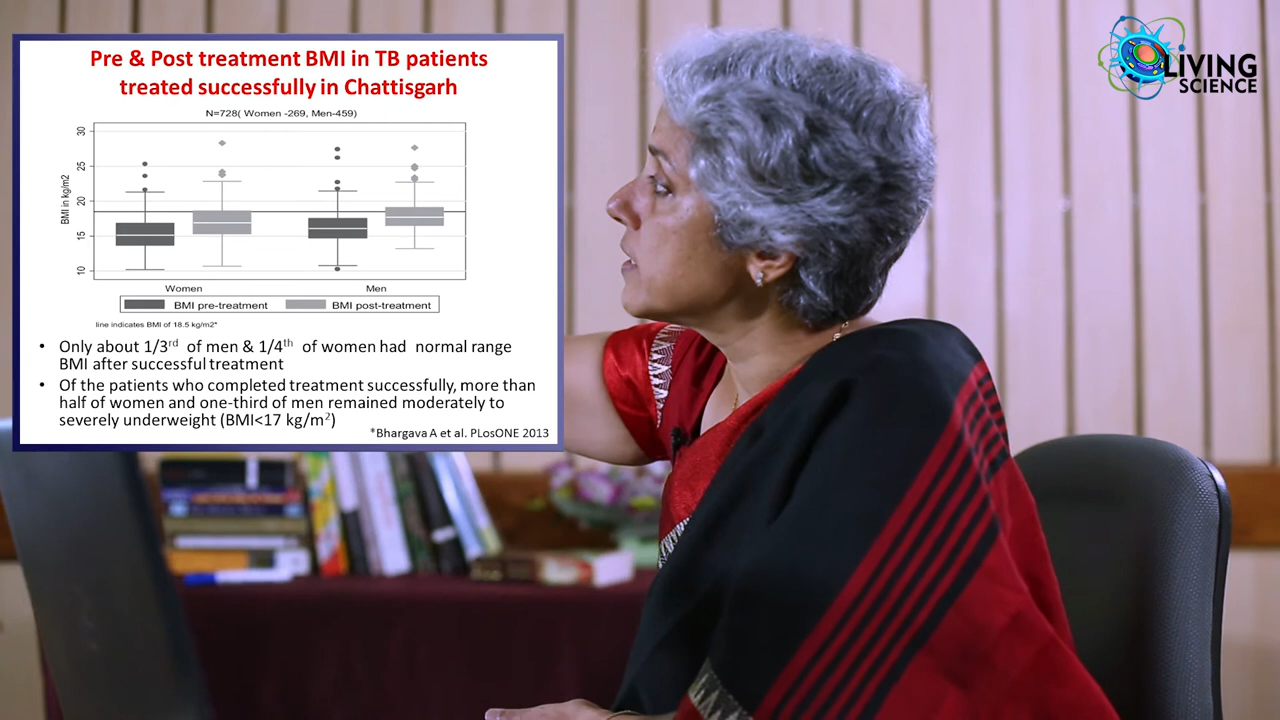 Pre & Post treatment BMI in TB patients
treated successfully in Chattisgarh
N=728( Women -269, Men-459)
30
25
20
15
10
BMI in kg/m2
Women
Men
BMI pre-treatment
BMI post-treatment
line indicates BMI of 18.5 kg/m2*
• Only about 1/3rd of men & 1/4th of women had normal range
BMI after successful treatment
• Of the patients who completed treatment successfully, more than
half of women and one-third of men remained moderately to
severely underweight (BMI<17 kg/m2)
*Bhargava A et al. PLosONE 2013
LIVING
SCIENCE